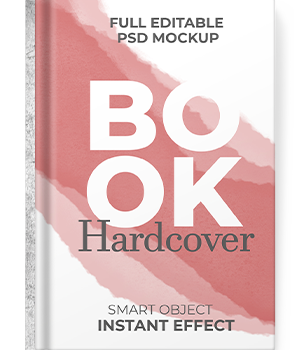 FULL EDITABLE
PSD MOCKUP
BO
OK
Hardcover
SMART OBJECT
INSTANT EFFECT